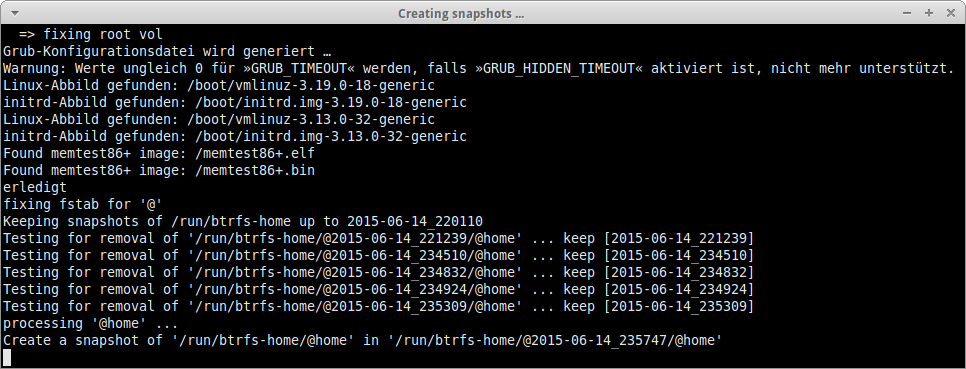 Creating snapshots ...
=> fixing root vol
Grub-Konfigurationsdatei wird generiert …
Warnung: Werte ungleich 0 für »GRUB_TIMEOUT« werden, falls »GRUB_HIDDEN_TIMEOUT« aktiviert ist, nicht mehr unterstützt.
Linux-Abbild gefunden: /boot/vmlinuz-3.19.0-18-generic
initrd-Abbild gefunden: /boot/initrd.img-3.19.0-18-generic
Linux-Abbild gefunden: /boot/vmlinuz-3.13.0-32-generic
initrd-Abbild gefunden: /boot/initrd.img-3.13.0-32-generic
Found memtest86+ image: /memtest86+.elf
Found memtest86+ image: /memtest86+.bin
erledigt
fixing fstab for '@'
Keeping snapshots of /run/btrfs-home up to 2015-06-14_220110
Testing for removal of '/run/btrfs-home/@2015-06-14_221239/@home' ... keep [2015-06-14_221239]
Testing for removal of '/run/btrfs-home/@2015-06-14_234510/@home' ... keep [2015-06-14_234510]
Testing for removal of '/run/btrfs-home/@2015-06-14_234832/@home' ... keep [2015-06-14_234832]
Testing for removal of '/run/btrfs-home/@2015-06-14_234924/@home' ... keep [2015-06-14_234924]
Testing for removal of '/run/btrfs-home/@2015-06-14_235309/@home' ... keep [2015-06-14_235309]
processing '@home' ...
Create a snapshot of '/run/btrfs-home/@home' in '/run/btrfs-home/@2015-06-14_235747/@home'